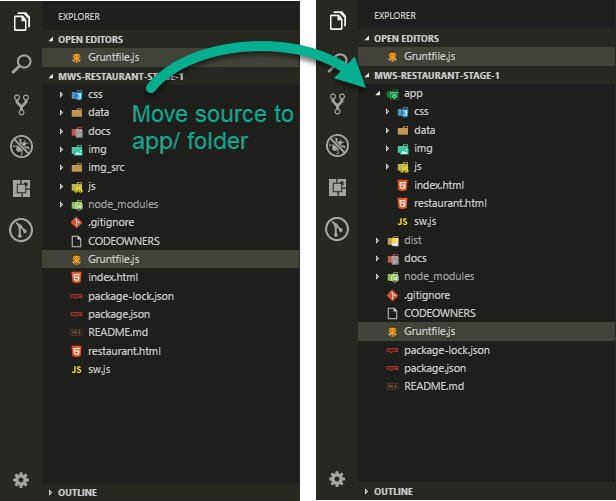 EXPLORER
OPEN EDITORS
Gruntfile.js
MWS-RESTAURANT-STAGE-1
css
data
docs
img
img_src
js
node_modules
.gitignore
CODEOWNERS
Gruntfile.js
index.html
package-lock.json
package.json
README.md
restaurant.html
JS sw.js
OUTLINE
Move source to
app/ folder
EXPLORER
OPEN EDITORS
Gruntfile.js
MWS-RESTAURANT-STAGE-1
app
css
data
img
js
index.html
restaurant.html
JS sw.js
dist
docs
node_modules
.gitignore
CODEOWNERS
Gruntfile.js
package-lock.json
package.json
README.md
OUTLINE